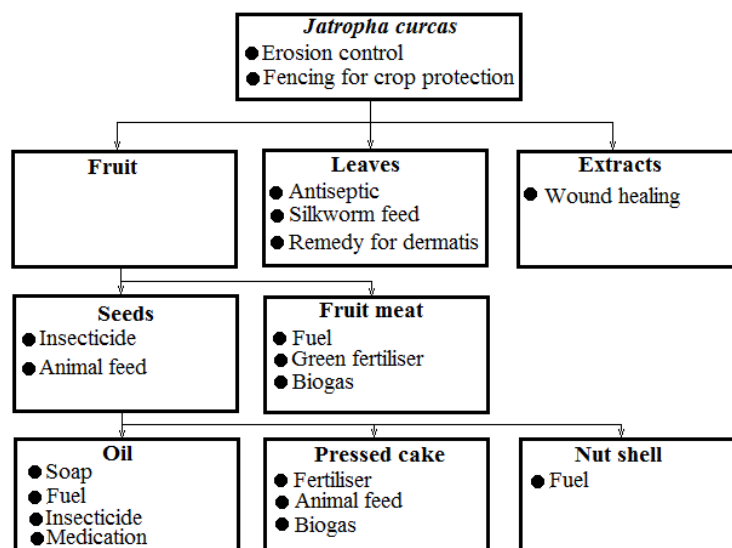 Jatropha curcas
● Erosion control
● Fencing for crop protection
Fruit
Leaves
● Antiseptic
● Silkworm feed
● Remedy for dermatis
Extracts
● Wound healing
Seeds
● Insecticide
● Animal feed
Fruit meat
● Fuel
● Green fertiliser
● Biogas
Oil
● Soap
● Fuel
● Insecticide
● Medication
Pressed cake
● Fertiliser
● Animal feed
● Biogas
Nut shell
● Fuel